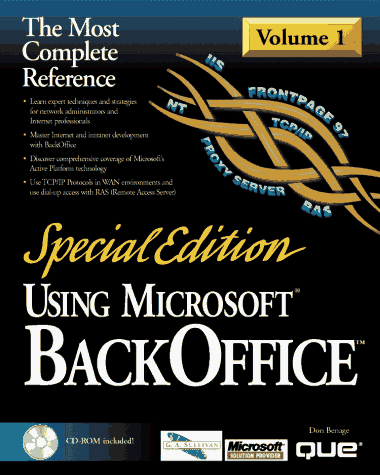 The Most
Complete
Reference
Volume 1
• Learn expert techniques and strategies
for network administrators and
Internet professionals
• Master Internet and intranet development
with BackOffice
• Discover comprehensive coverage of Microsoft's
Active Platform technology
• Use TCP/IP Protocols in WAN environments and
use dial-up access with RAS (Remote Access Server)
IIS
FRONTPAGE 97
NT
TCP/IP
PROXY SERVER
RAS
Special Edition
USING MICROSOFT®
BACKOFFICE™
CD-ROM included!
G. A. SULLIVAN
Microsoft
SOLUTION PROVIDER
Don Benage
QUE®